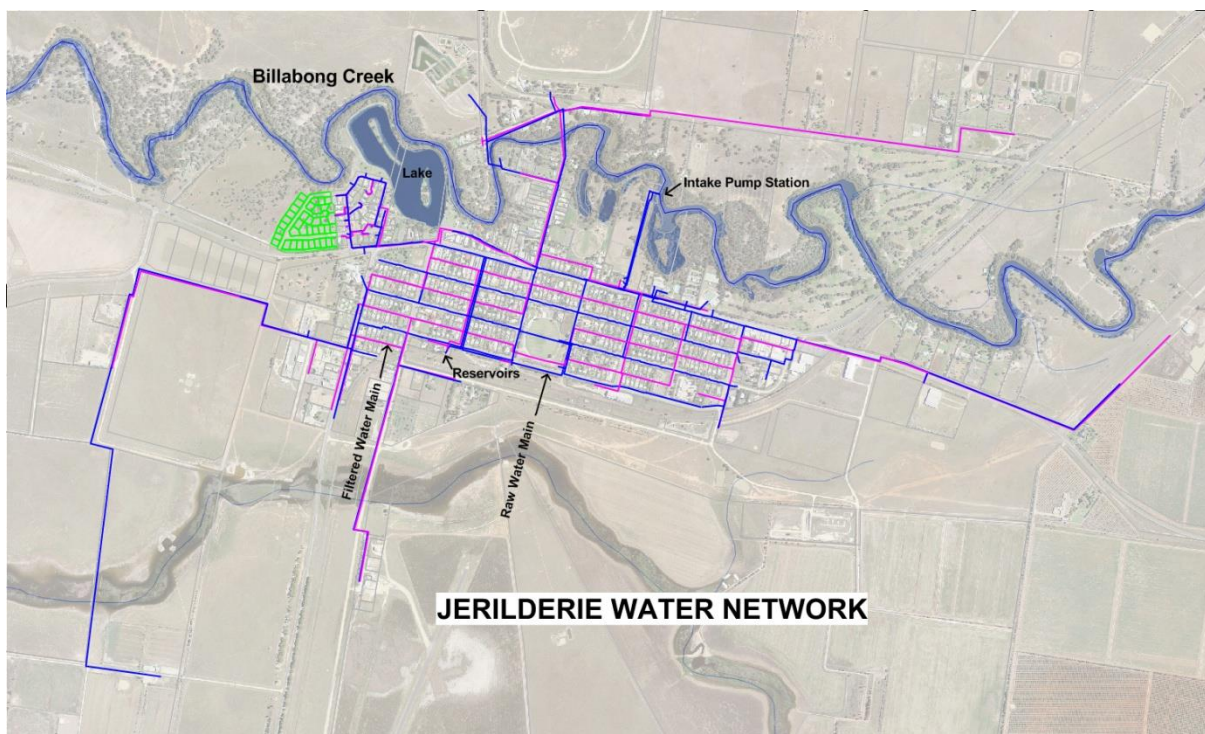 Billabong Creek
Lake
Intake Pump Station
Reservoirs
Filtered Water Main
Raw Water Main
JERILDERIE WATER NETWORK